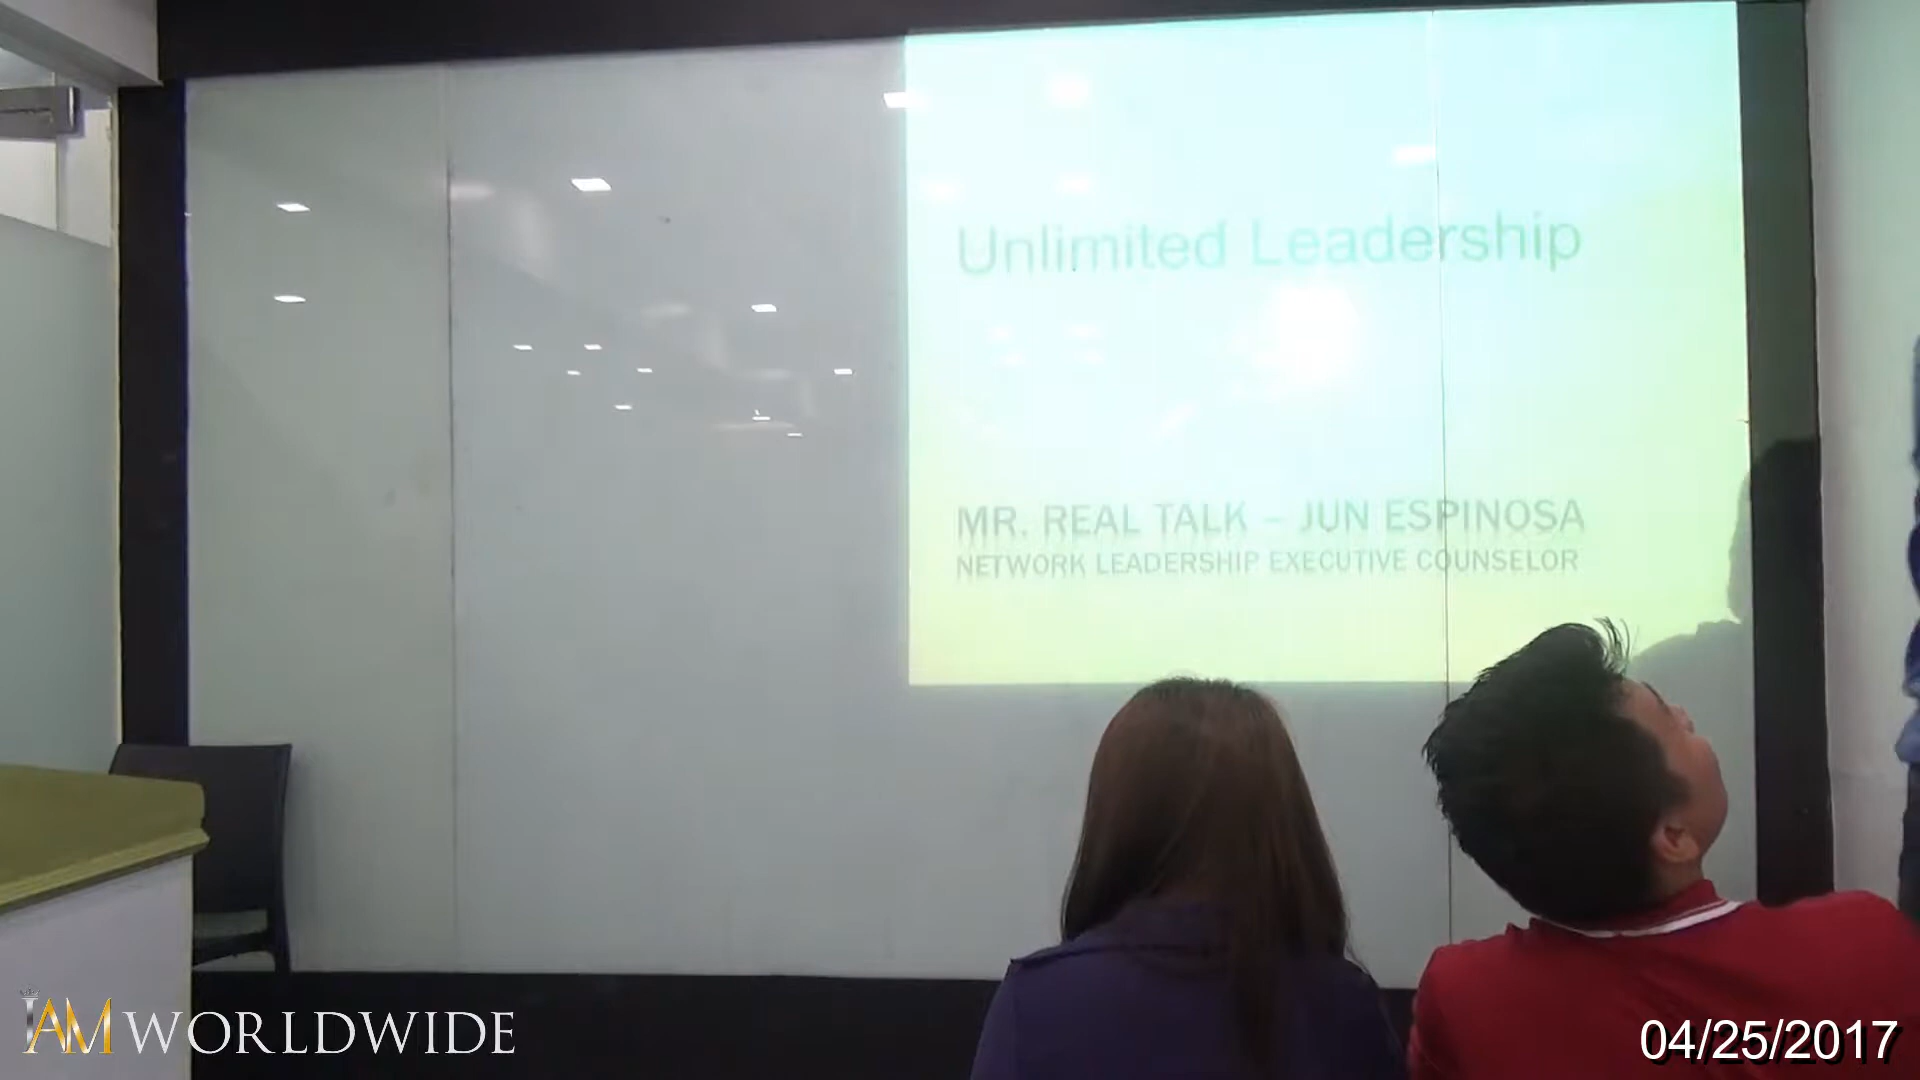 Unlimited Leadership
MR. REAL TALK – JUN ESPINOSA
NETWORK LEADERSHIP EXECUTIVE COUNSELOR
IAM WORLDWIDE
04/25/2017